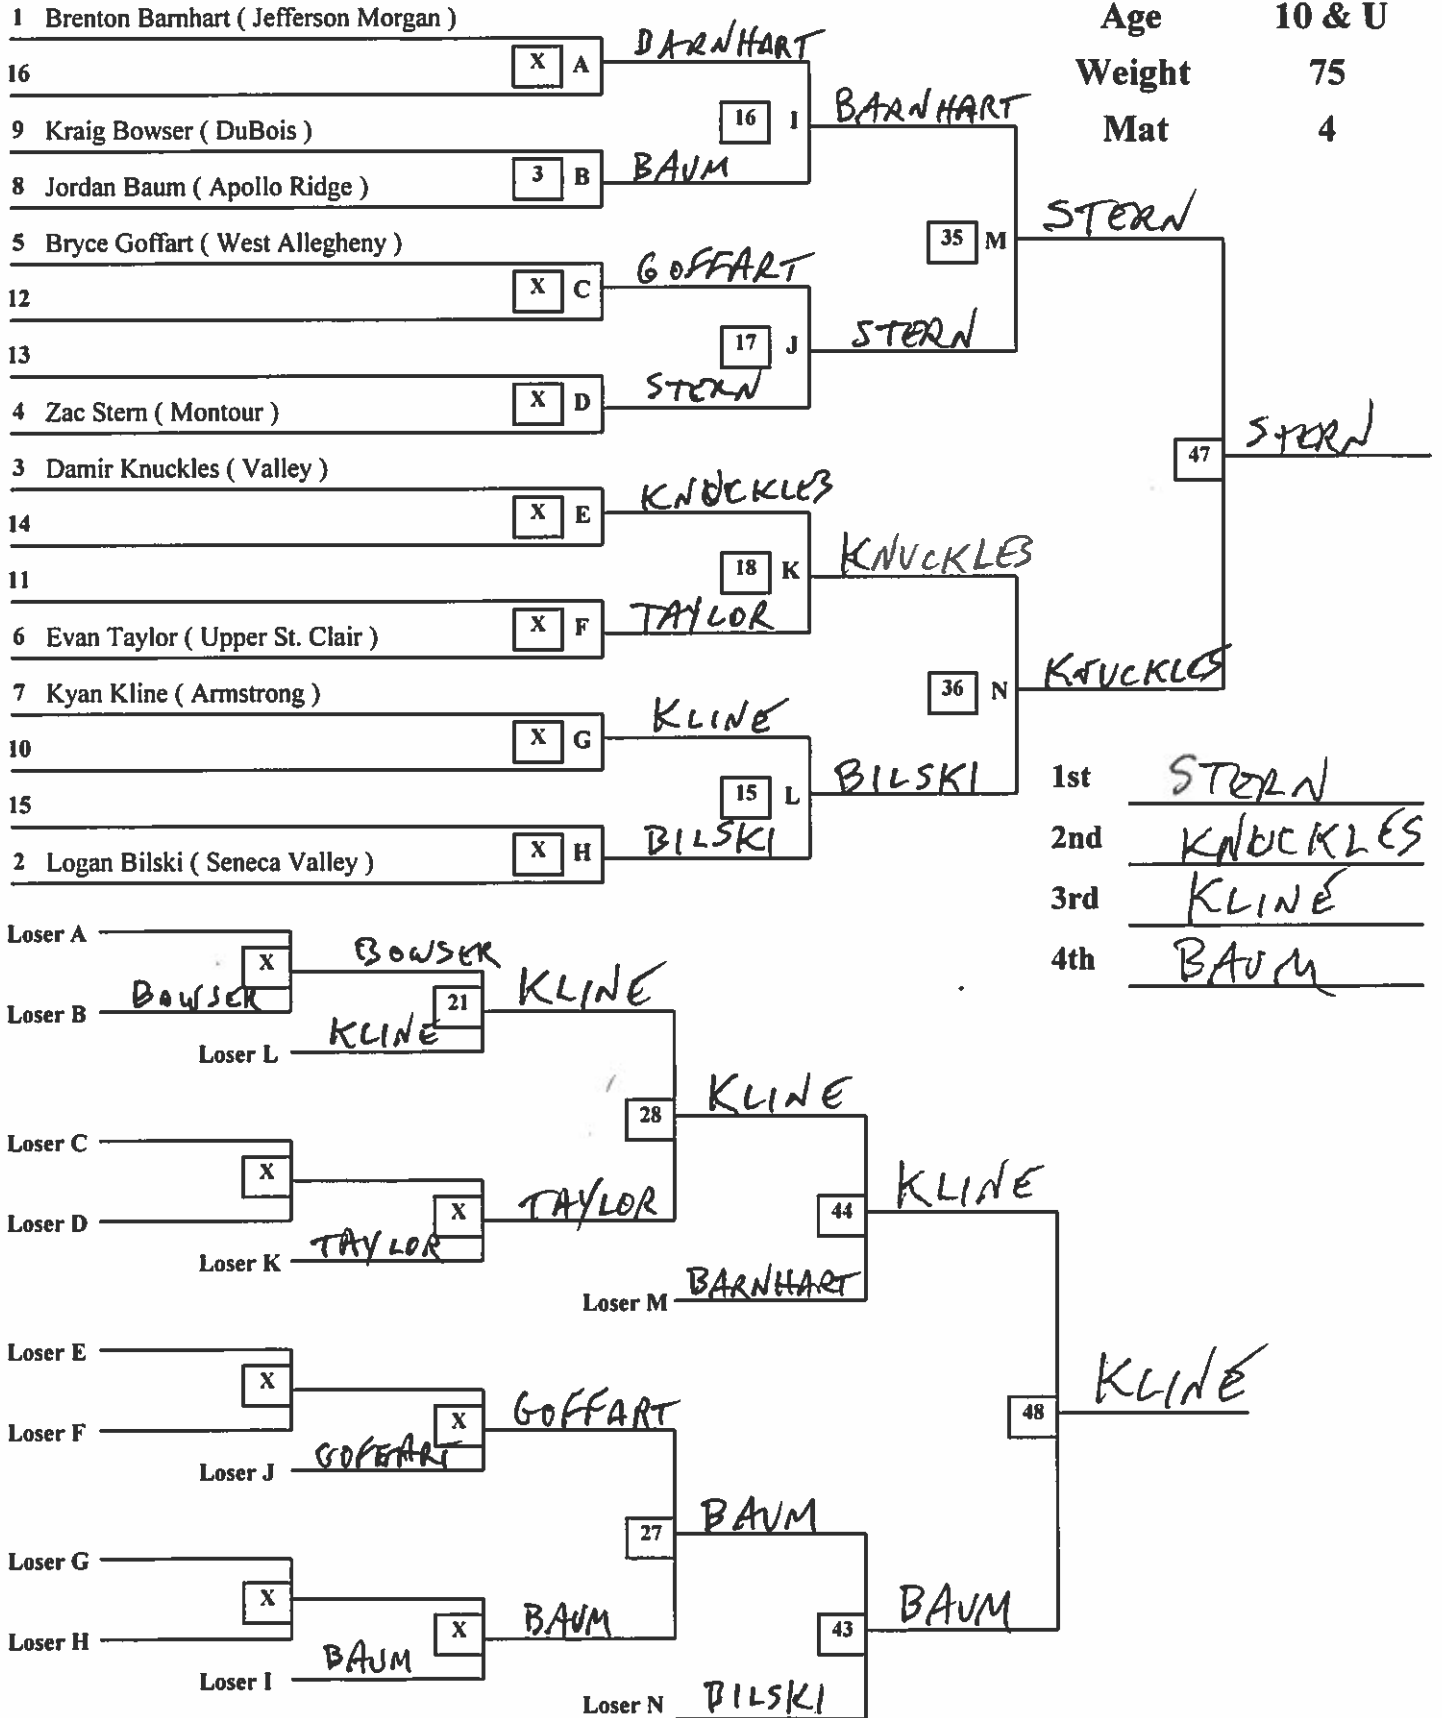 1 Brenton Barnhart ( Jefferson Morgan )
Age 10 & U
X A DARNHART
16
Weight 75
16 I BARNHART
9 Kraig Bowser ( DuBois )
Mat 4
3 B BAUM
8 Jordan Baum ( Apollo Ridge )
35 M STERN
5 Bryce Goffart ( West Allegheny )
X C GOFFART
12
17 J STERN
13
X D STERN
4 Zac Stern ( Montour )
47 STERN
3 Damir Knuckles ( Valley )
X E KNUCKLES
14
18 K KNUCKLES
11
X F TAYLOR
6 Evan Taylor ( Upper St. Clair )
36 N KNUCKLES
7 Kyan Kline ( Armstrong )
X G KLINE
10
15 L BILSKI
15
X H BILSKI
2 Logan Bilski ( Seneca Valley )
1st STERN
2nd KNUCKLES
3rd KLINE
4th BAUM
Loser A
X BOWSER
Loser B BOWSER
21 KLINE
Loser L KLINE
28 KLINE
Loser C
X
Loser D
X TAYLOR
Loser K TAYLOR
44 KLINE
Loser M BARNHART
Loser E
X
Loser F
X GOFFART
Loser J GOFFART
48 KLINE
27 BAUM
Loser G
X
Loser H
X BAUM
Loser I BAUM
43 BAUM
Loser N BILSKI